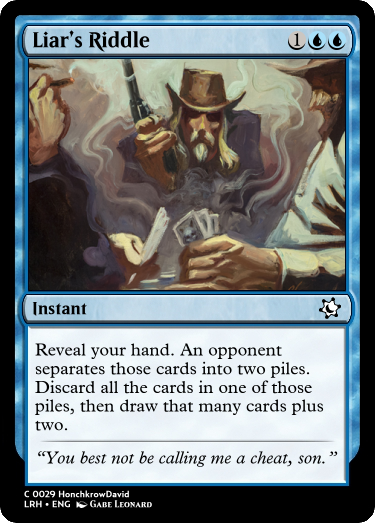 Liar's Riddle 1
Instant
Reveal your hand. An opponent
separates those cards into two piles.
Discard all the cards in one of those
piles, then draw that many cards plus
two.
“You best not be calling me a cheat, son.”
C 0029 HonchkrowDavid
LRH • ENG Gabe Leonard